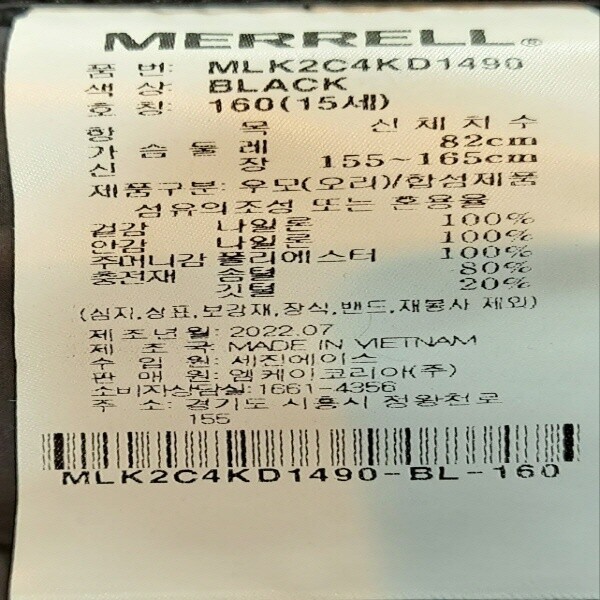 MERRELL®
품 번: MLK2C4KD1490
색 상: BLACK
호 칭: 160(15세)
항 목 신체치수
가 슴 둘 레 82cm
신 장 155~165cm
제품구분: 우모(오리)/합섬제품
섬유의조성 또는 혼용율
겉감 나일론 100%
안감 나일론 100%
주머니감 폴리에스터 100%
충전재 솜털 80%
깃털 20%
(심지,상표,보강재,장식,밴드,재봉사 제외)
제조년월: 2022.07
제 조 국: MADE IN VIETNAM
수 입 원: 세진에이스
판 매 원: 엠케이코리아(주)
소비자상담실: 1661-4356
주 소: 경기도 시흥시 정왕천로
155
MLK2C4KD1490-BL-160